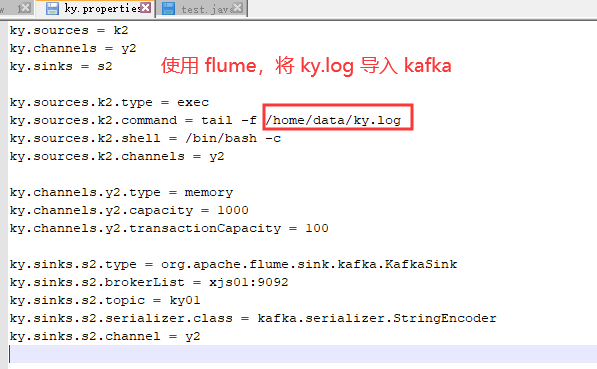 ky.properties
test.java
ky.sources = k2
ky.channels = y2
ky.sinks = s2
使用 flume，将 ky.log 导入 kafka
ky.sources.k2.type = exec
ky.sources.k2.command = tail -f /home/data/ky.log
ky.sources.k2.shell = /bin/bash -c
ky.sources.k2.channels = y2
ky.channels.y2.type = memory
ky.channels.y2.capacity = 1000
ky.channels.y2.transactionCapacity = 100
ky.sinks.s2.type = org.apache.flume.sink.kafka.KafkaSink
ky.sinks.s2.brokerList = xjs01:9092
ky.sinks.s2.topic = ky01
ky.sinks.s2.serializer.class = kafka.serializer.StringEncoder
ky.sinks.s2.channel = y2